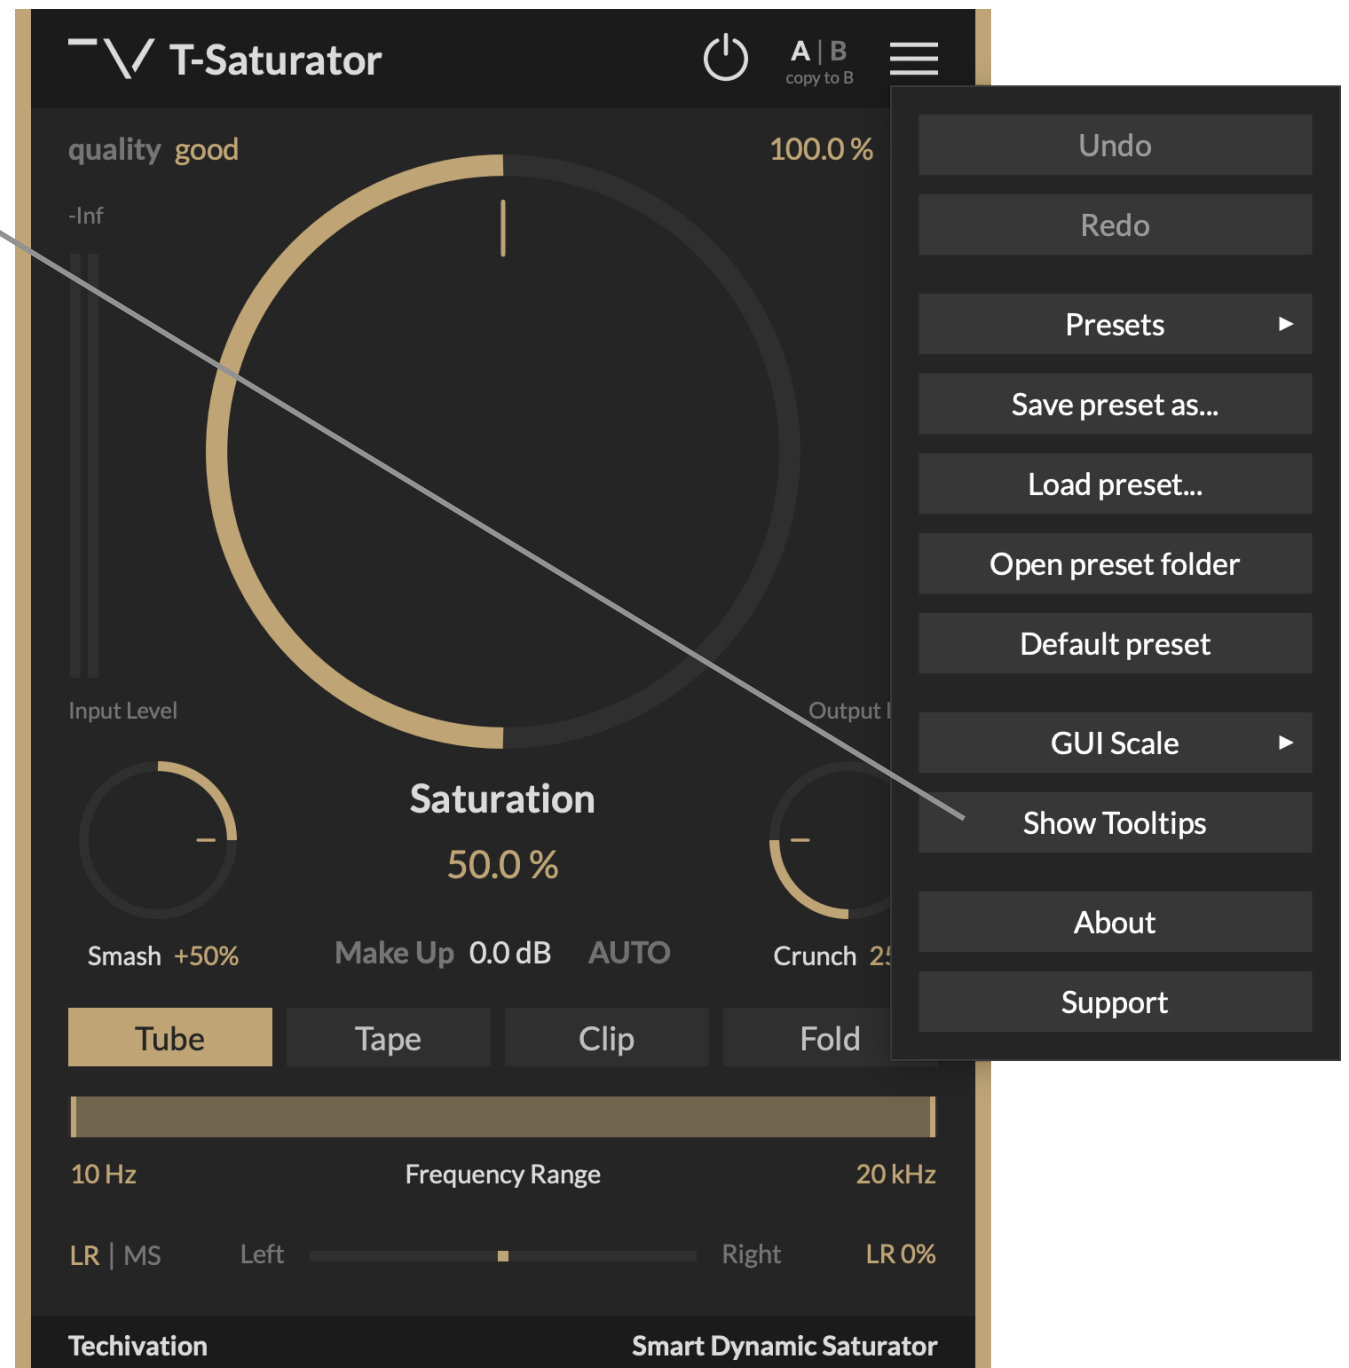 T-Saturator
A | B
copy to B
quality good
100.0 %
-Inf
Input Level
Output
Saturation
50.0 %
Smash +50%
Make Up 0.0 dB AUTO
Crunch
Tube
Tape
Clip
Fold
10 Hz
Frequency Range
20 kHz
LR | MS
Left
Right
LR 0%
Techivation
Smart Dynamic Saturator
Undo
Redo
Presets
Save preset as...
Load preset...
Open preset folder
Default preset
GUI Scale
Show Tooltips
About
Support